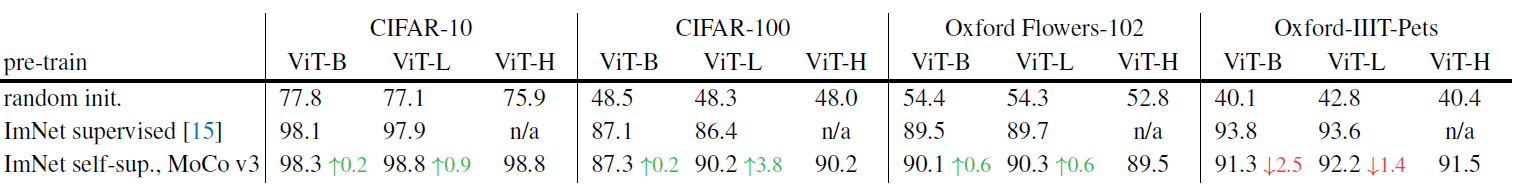 CIFAR-10 CIFAR-100 Oxford Flowers-102 Oxford-IIIT-Pets
pre-train ViT-B ViT-L ViT-H ViT-B ViT-L ViT-H ViT-B ViT-L ViT-H ViT-B ViT-L ViT-H
random init. 77.8 77.1 75.9 48.5 48.3 48.0 54.4 54.3 52.8 40.1 42.8 40.4
ImNet supervised [15] 98.1 97.9 n/a 87.1 86.4 n/a 89.5 89.7 n/a 93.8 93.6 n/a
ImNet self-sup., MoCo v3 98.3 ↑0.2 98.8 ↑0.9 98.8 87.3 ↑0.2 90.2 ↑3.8 90.2 90.1 ↑0.6 90.3 ↑0.6 89.5 91.3 ↓2.5 92.2 ↓1.4 91.5